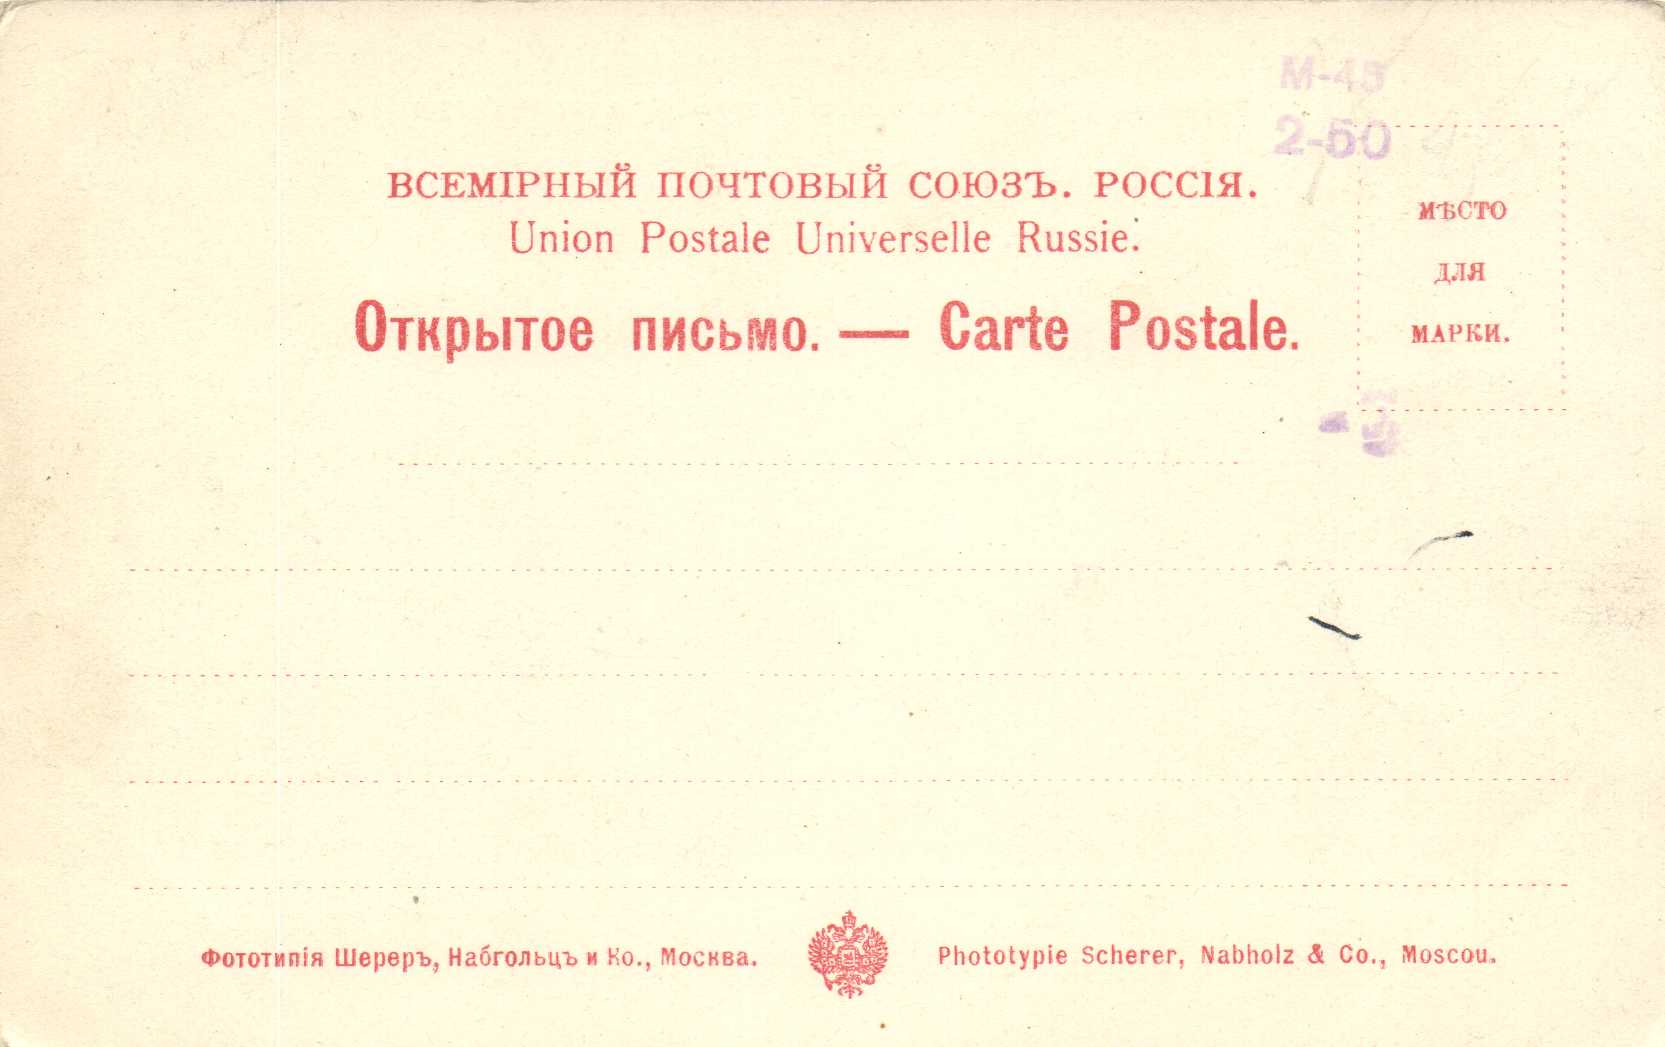 М-45
2-50
ВСЕМІРНЫЙ ПОЧТОВЫЙ СОЮЗЪ. РОССІЯ.
Union Postale Universelle Russie.
Открытое письмо. — Carte Postale.
МѢСТО
ДЛЯ
МАРКИ.
Фототипія Шереръ, Набгольцъ и Ко., Москва.
Phototypie Scherer, Nabholz & Co., Moscou.